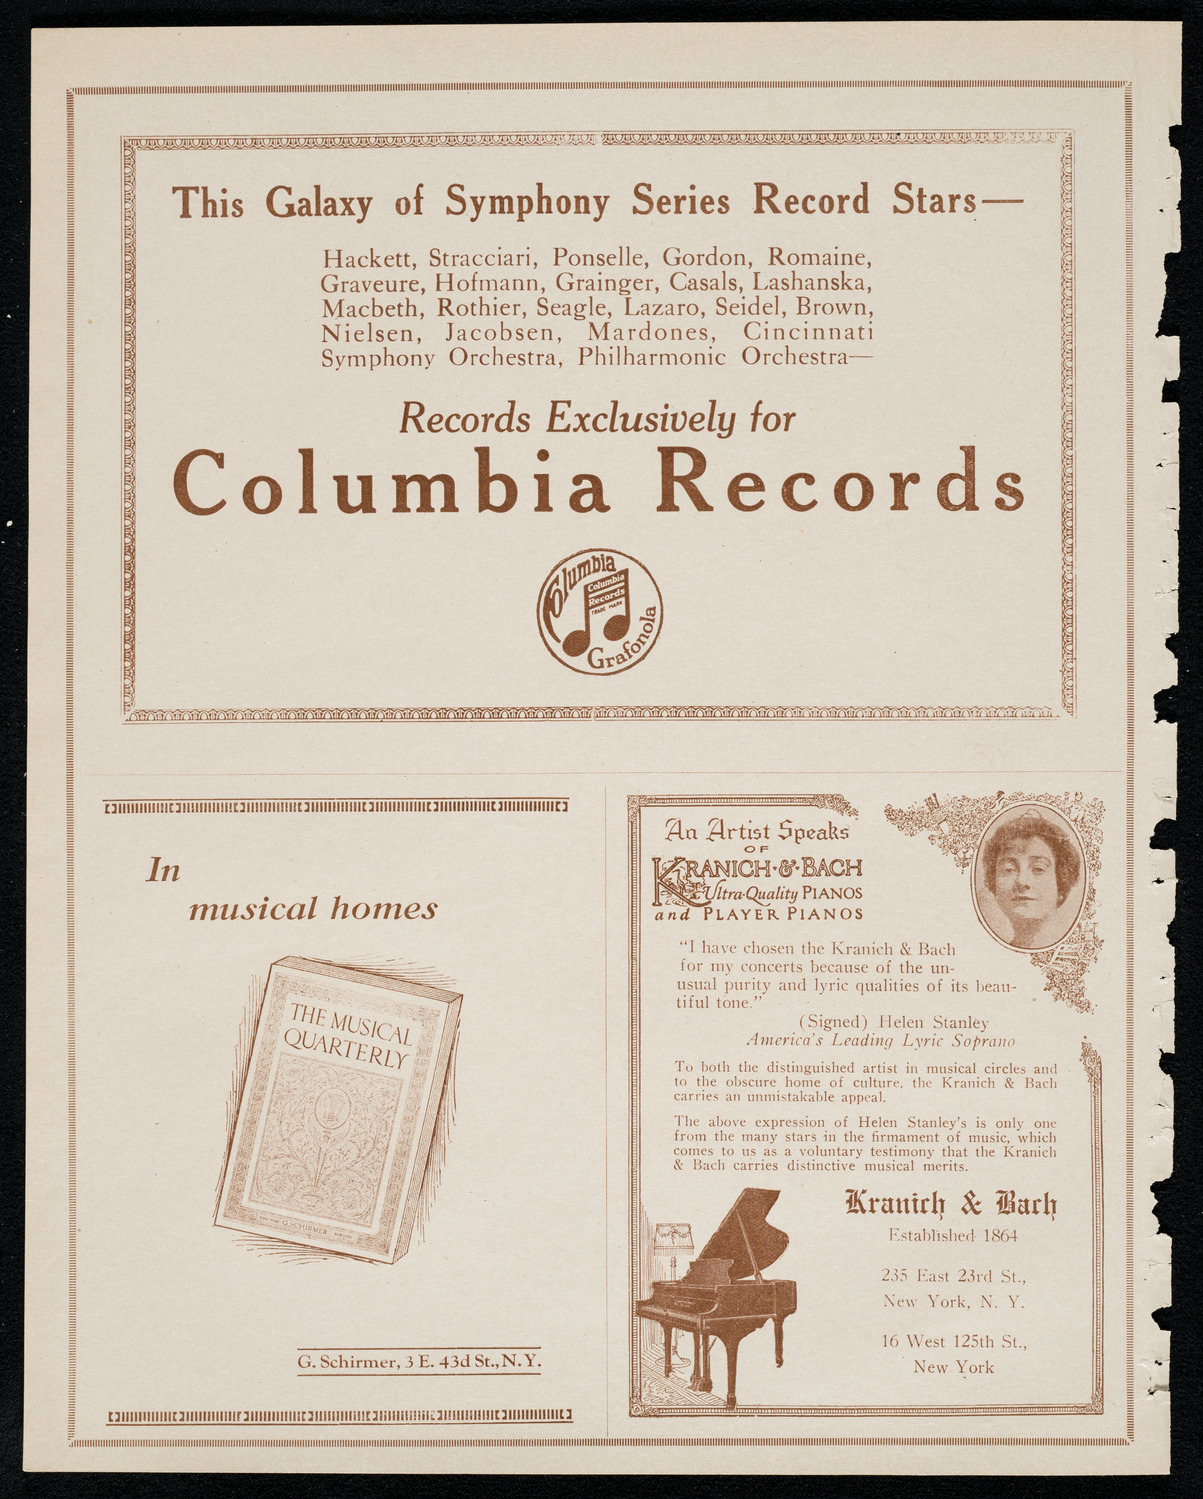 This Galaxy of Symphony Series Record Stars—
Hackett, Stracciari, Ponselle, Gordon, Romaine,
Graveure, Hofmann, Grainger, Casals, Lashanska,
Macbeth, Rothier, Seagle, Lazaro, Seidel, Brown,
Nielsen, Jacobsen, Mardones, Cincinnati
Symphony Orchestra, Philharmonic Orchestra—
Records Exclusively for
Columbia Records
Columbia
Columbia
Records
TRADE MARK
Grafonola
In
musical homes
THE MUSICAL
QUARTERLY
G. SCHIRMER
G. Schirmer, 3 E. 43d St., N.Y.
An Artist Speaks
OF
KRANICH·&·BACH
Ultra-Quality PIANOS
and PLAYER PIANOS
"I have chosen the Kranich & Bach
for my concerts because of the un-
usual purity and lyric qualities of its beau-
tiful tone."
(Signed) Helen Stanley
America's Leading Lyric Soprano
To both the distinguished artist in musical circles and
to the obscure home of culture, the Kranich & Bach
carries an unmistakable appeal.
The above expression of Helen Stanley's is only one
from the many stars in the firmament of music, which
comes to us as a voluntary testimony that the Kranich
& Bach carries distinctive musical merits.
Kranich & Bach
Established 1864
235 East 23rd St.,
New York, N. Y.
16 West 125th St.,
New York